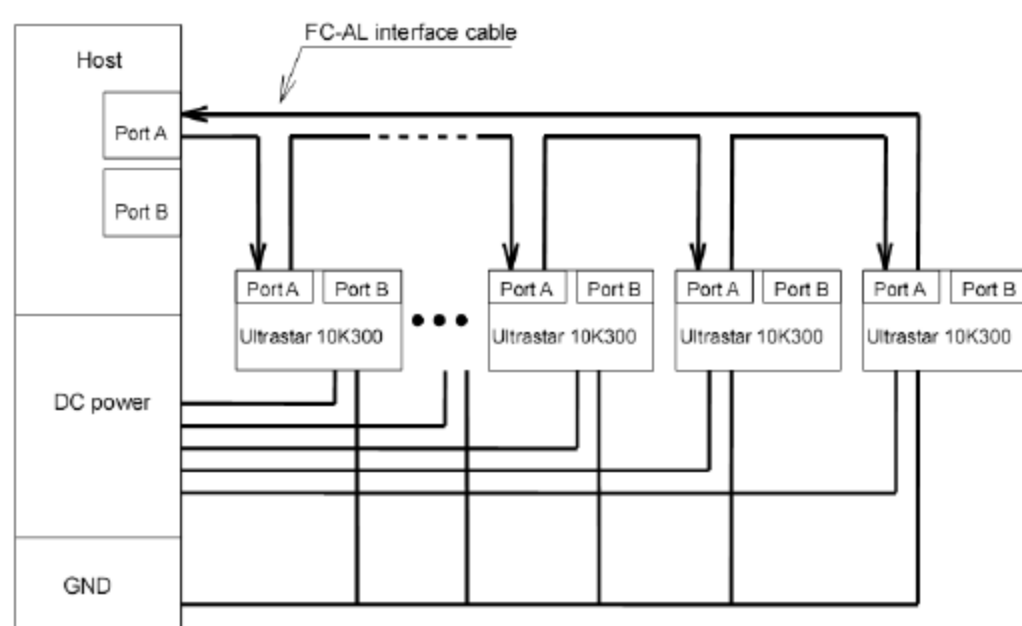 FC-AL interface cable
Host
Port A
Port B
Port A Port B Port A Port B Port A Port B Port A Port B
Ultrastar 10K300 Ultrastar 10K300 Ultrastar 10K300 Ultrastar 10K300
DC power
GND